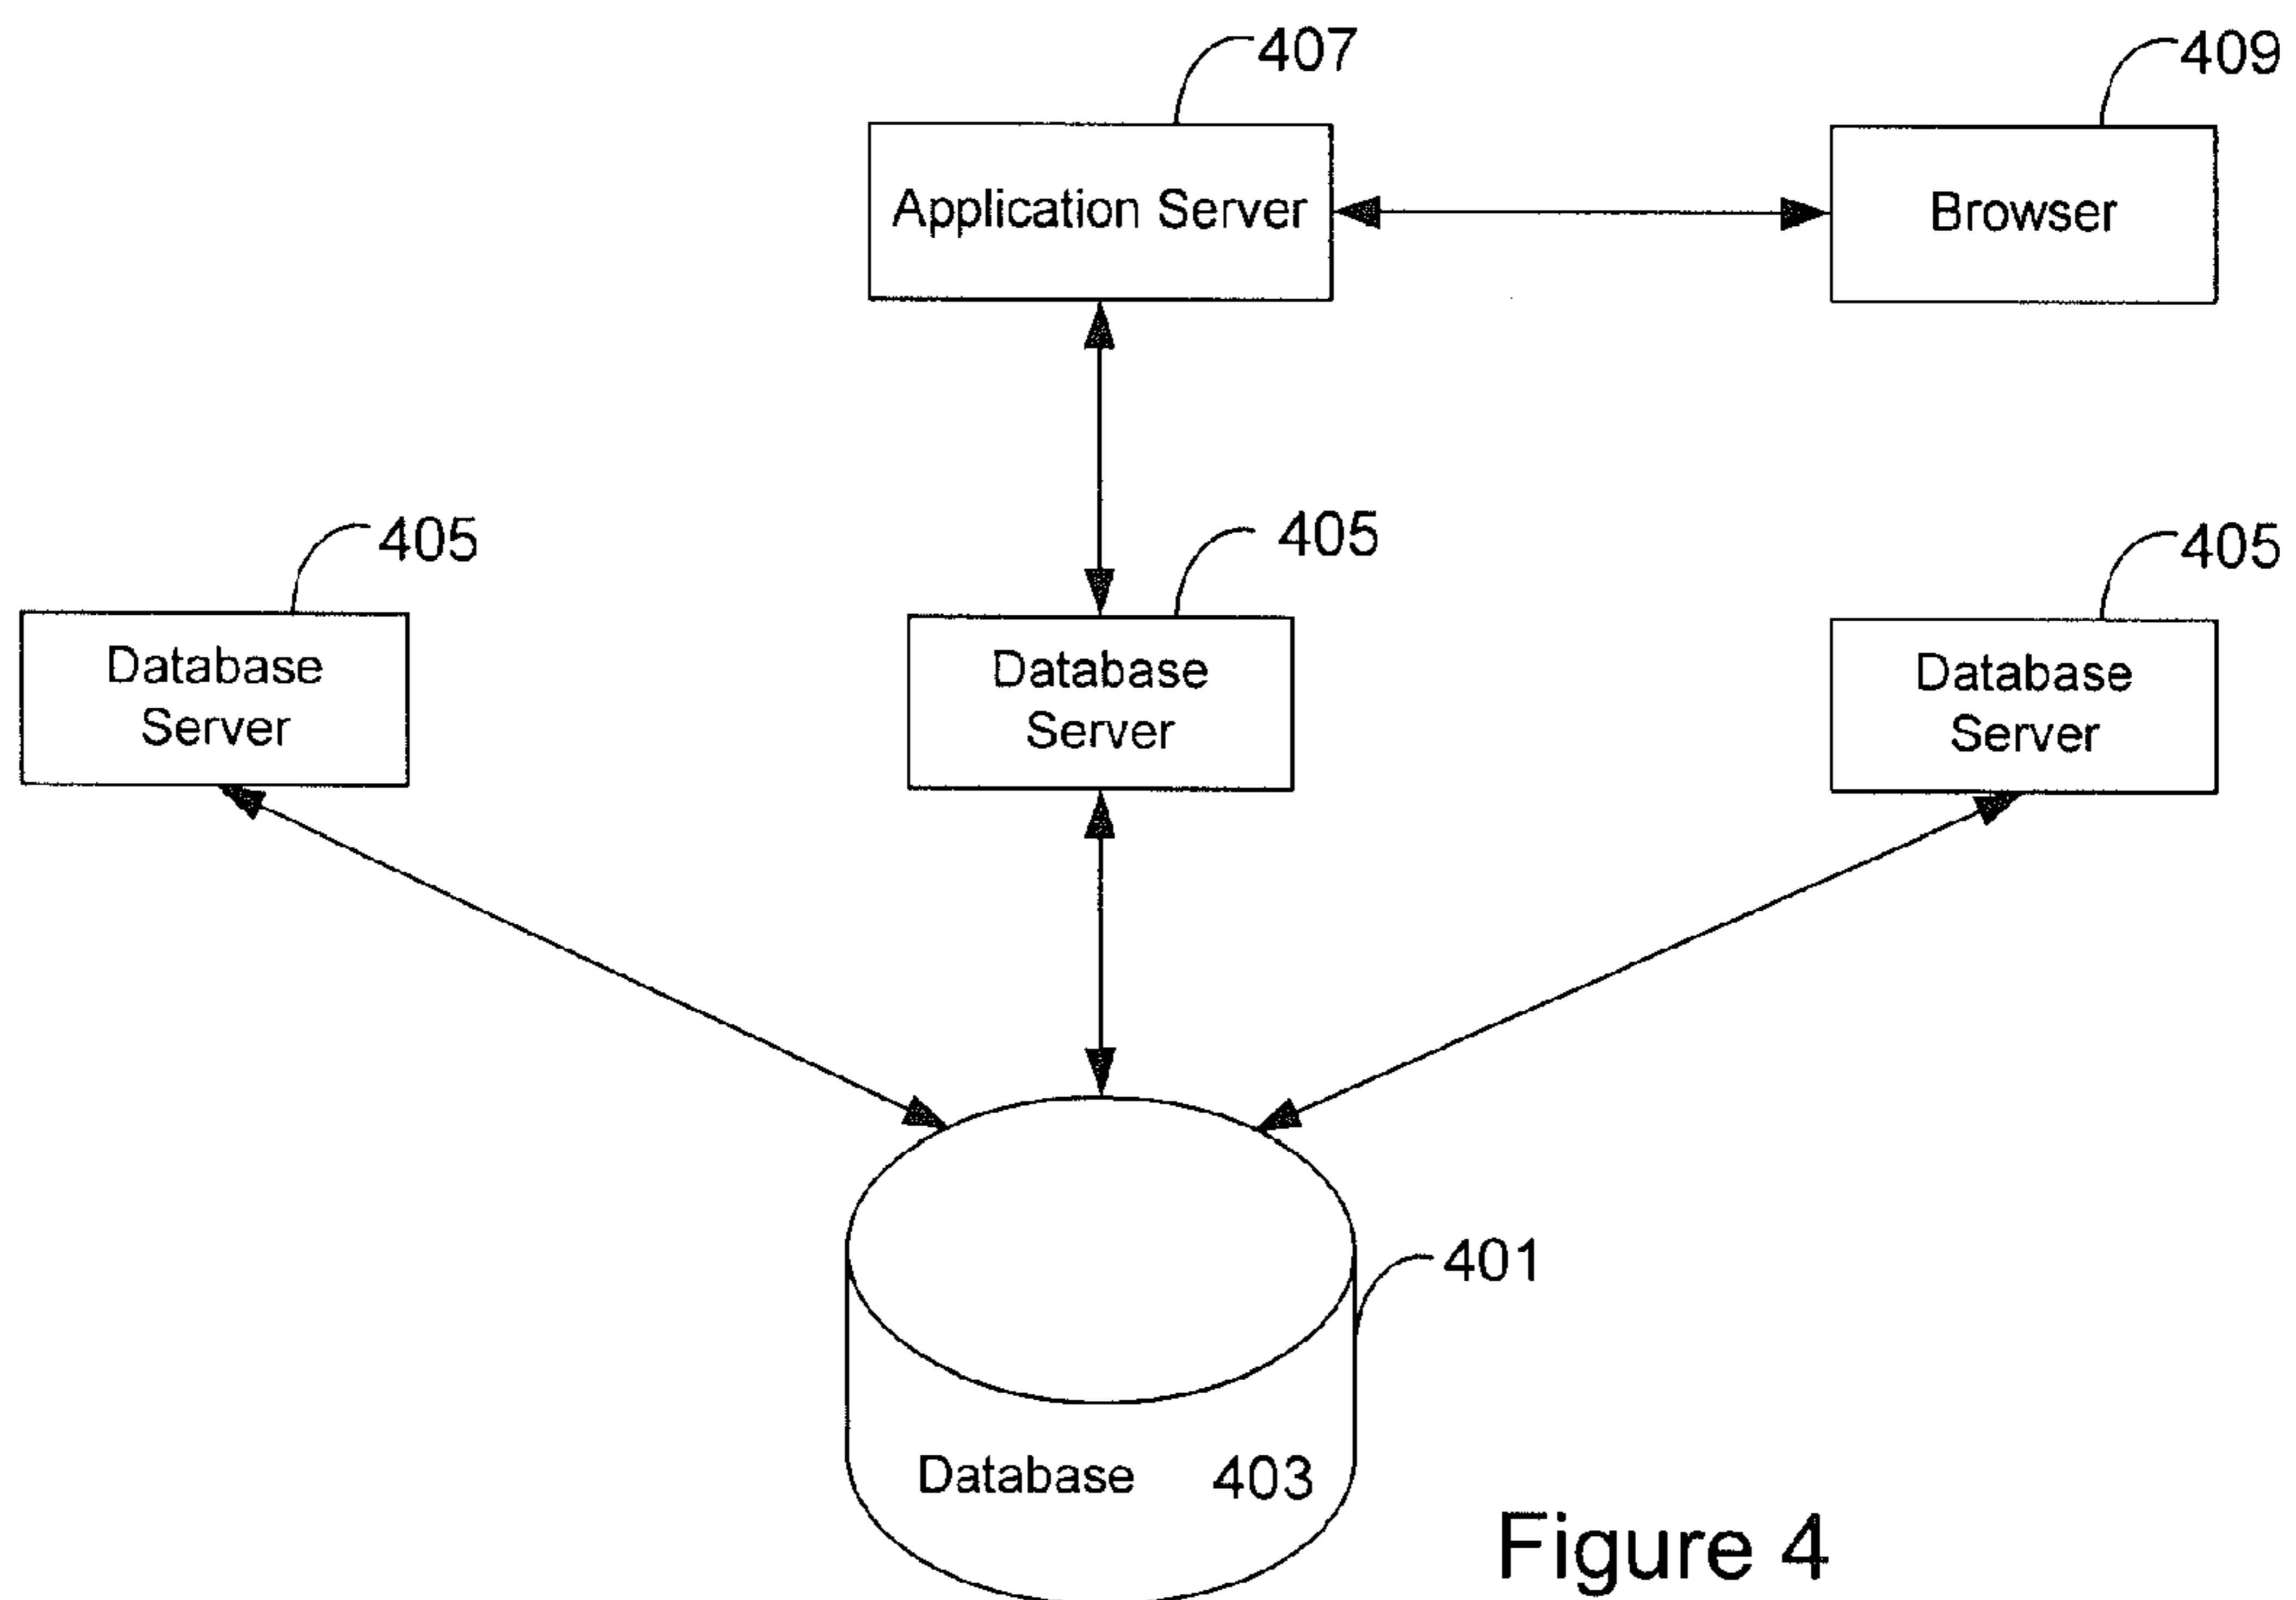 407
409
Application Server
Browser
405
405
405
Database
Server
Database
Server
Database
Server
401
Database 403
Figure 4